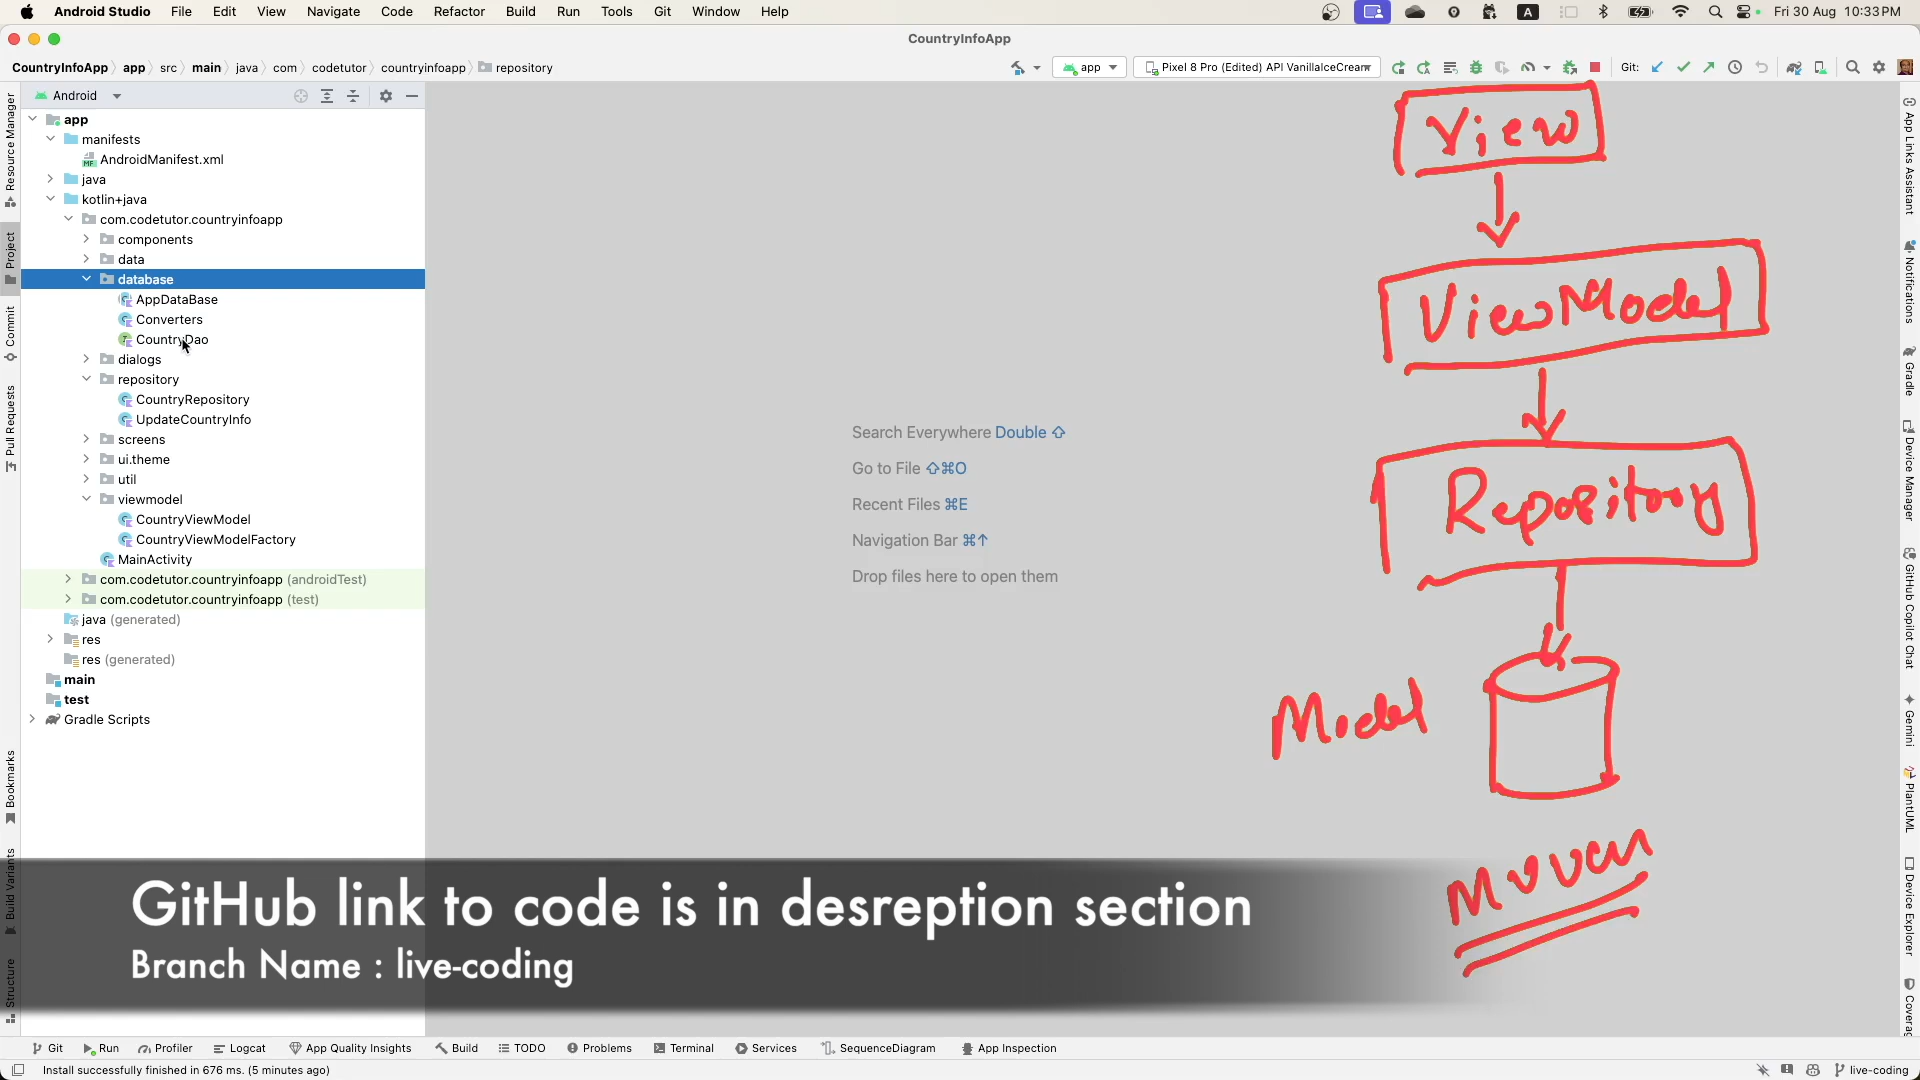 Android Studio File Edit View Navigate Code Refactor Build Run Tools Git Window Help
A
Fri 30 Aug 10:33 PM
CountryInfoApp
CountryInfoApp app src main java com codetutor countryinfoapp repository
app
Pixel 8 Pro (Edited) API VanillaIceCream
Git:
Android
app
manifests
AndroidManifest.xml
java
kotlin+java
com.codetutor.countryinfoapp
components
data
database
AppDataBase
Converters
CountryDao
dialogs
repository
CountryRepository
UpdateCountryInfo
screens
ui.theme
util
viewmodel
CountryViewModel
CountryViewModelFactory
MainActivity
com.codetutor.countryinfoapp (androidTest)
com.codetutor.countryinfoapp (test)
java (generated)
res
res (generated)
main
test
Gradle Scripts
Resource Manager
Project
Commit
Pull Requests
Bookmarks
Build Variants
Structure
Search Everywhere Double ⇧
Go to File ⇧⌘O
Recent Files ⌘E
Navigation Bar ⌘↑
Drop files here to open them
View
ViewModel
Repository
Model
App Links Assistant
Notifications
Gradle
Device Manager
GitHub Copilot Chat
Gemini
PlantUML
Device Explorer
GitHub link to code is in desreption section
Branch Name : live-coding
Git Run Profiler Logcat App Quality Insights Build TODO Problems Terminal Services SequenceDiagram App Inspection
Install successfully finished in 676 ms. (5 minutes ago)
live-coding